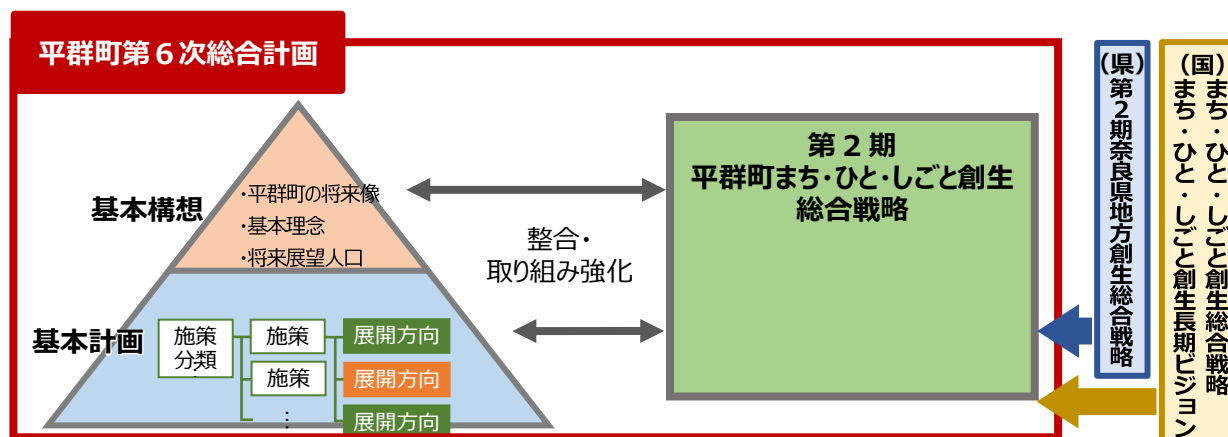 平群町第６次総合計画
基本構想
・平群町の将来像
・基本理念
・将来展望人口
基本計画
施策
分類
施策
施策
⋮
展開方向
展開方向
展開方向
整合・
取り組み強化
第２期
平群町まち・ひと・しごと創生
総合戦略
（県）
第２期奈良県地方創生総合戦略
（国）
まち・ひと・しごと創生総合戦略
まち・ひと・しごと創生長期ビジョン